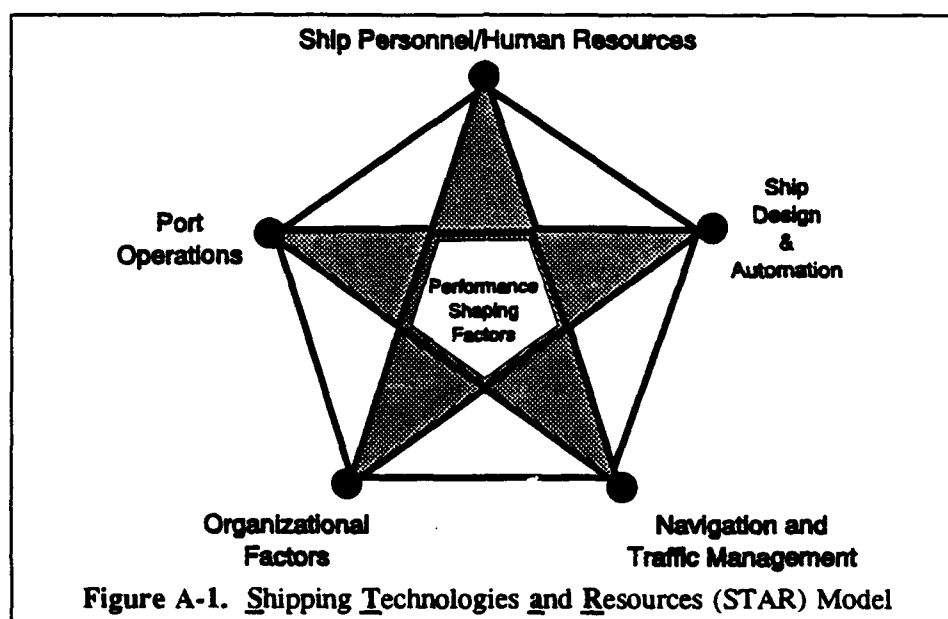 Ship Personnel/Human Resources
Port
Operations
Ship
Design
&
Automation
Performance
Shaping
Factors
Organizational
Factors
Navigation and
Traffic Management
Figure A-1. Shipping Technologies and Resources (STAR) Model